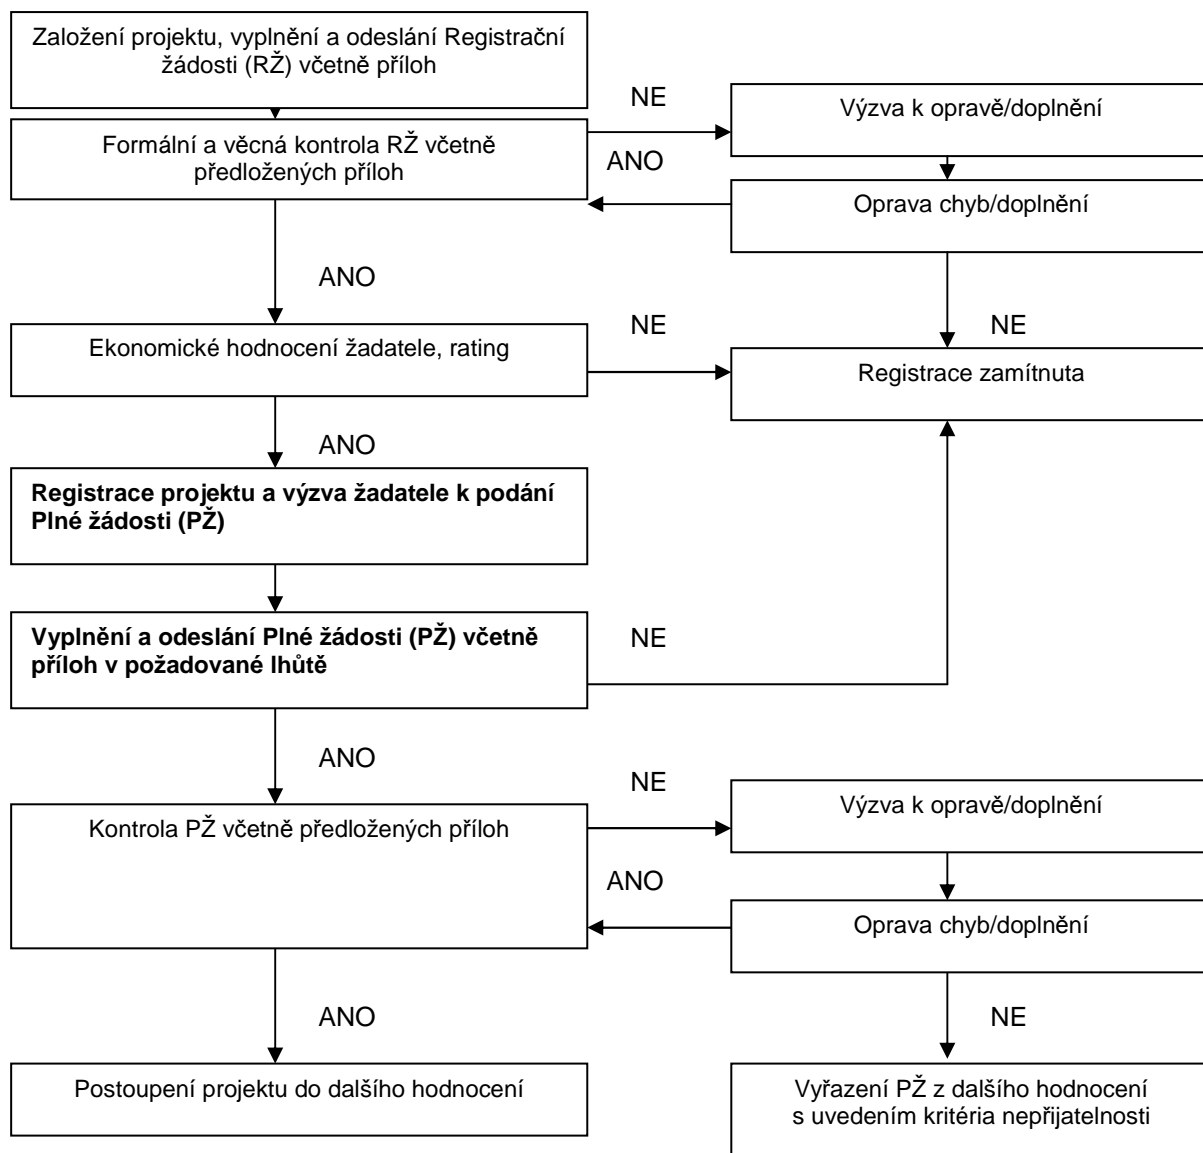 Založení projektu, vyplnění a odeslání Registrační
žádosti (RŽ) včetně příloh
NE
Výzva k opravě/doplnění
Formální a věcná kontrola RŽ včetně
předložených příloh
ANO
Oprava chyb/doplnění
ANO
NE
NE
Ekonomické hodnocení žadatele, rating
Registrace zamítnuta
ANO
Registrace projektu a výzva žadatele k podání
Plné žádosti (PŽ)
Vyplnění a odeslání Plné žádosti (PŽ) včetně
příloh v požadované lhůtě
NE
ANO
NE
Výzva k opravě/doplnění
Kontrola PŽ včetně předložených příloh
ANO
Oprava chyb/doplnění
ANO
NE
Postoupení projektu do dalšího hodnocení
Vyřazení PŽ z dalšího hodnocení
s uvedením kritéria nepřijatelnosti